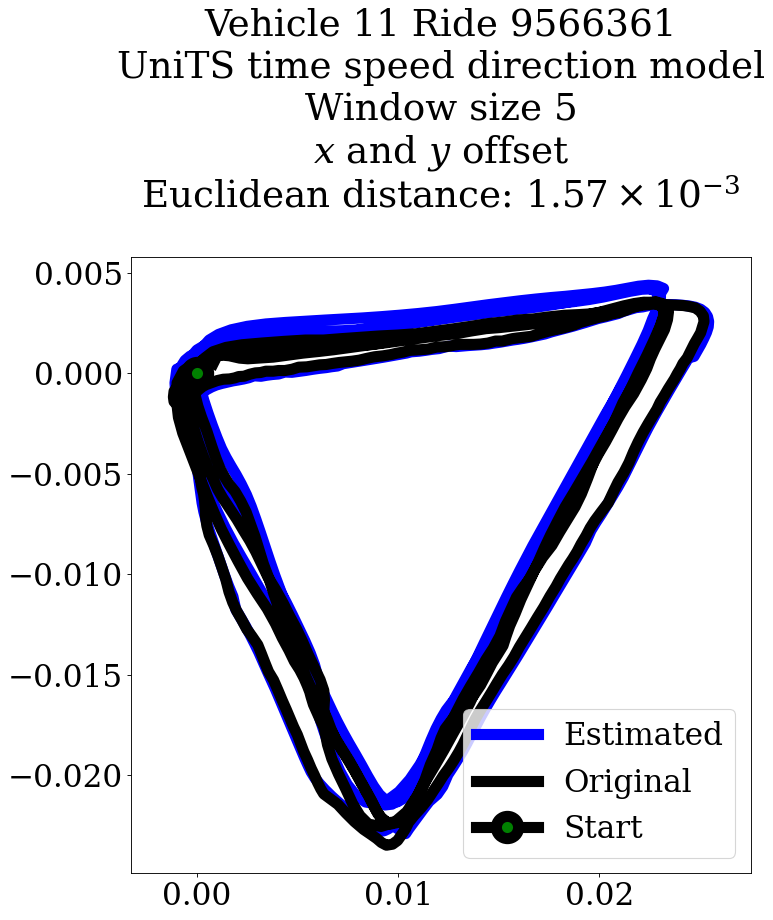 Vehicle 11 Ride 9566361
UniTS time speed direction model
Window size 5
x and y offset
Euclidean distance: 1.57 × 10⁻³
0.005
0.000
−0.005
−0.010
−0.015
−0.020
Estimated
Original
Start
0.00 0.01 0.02